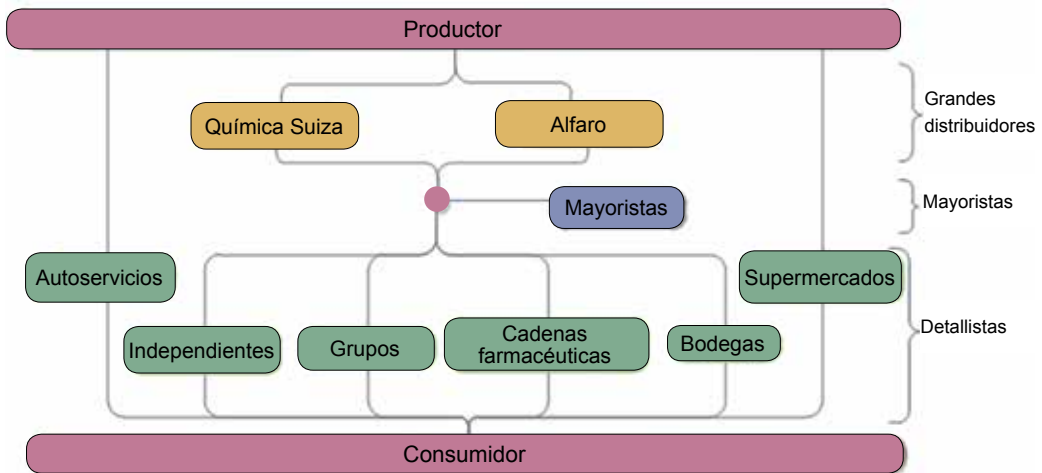 Productor
Grandes
distribuidores
Química Suiza
Alfaro
Mayoristas
Mayoristas
Autoservicios
Supermercados
Independientes
Grupos
Cadenas
farmacéuticas
Bodegas
Detallistas
Consumidor